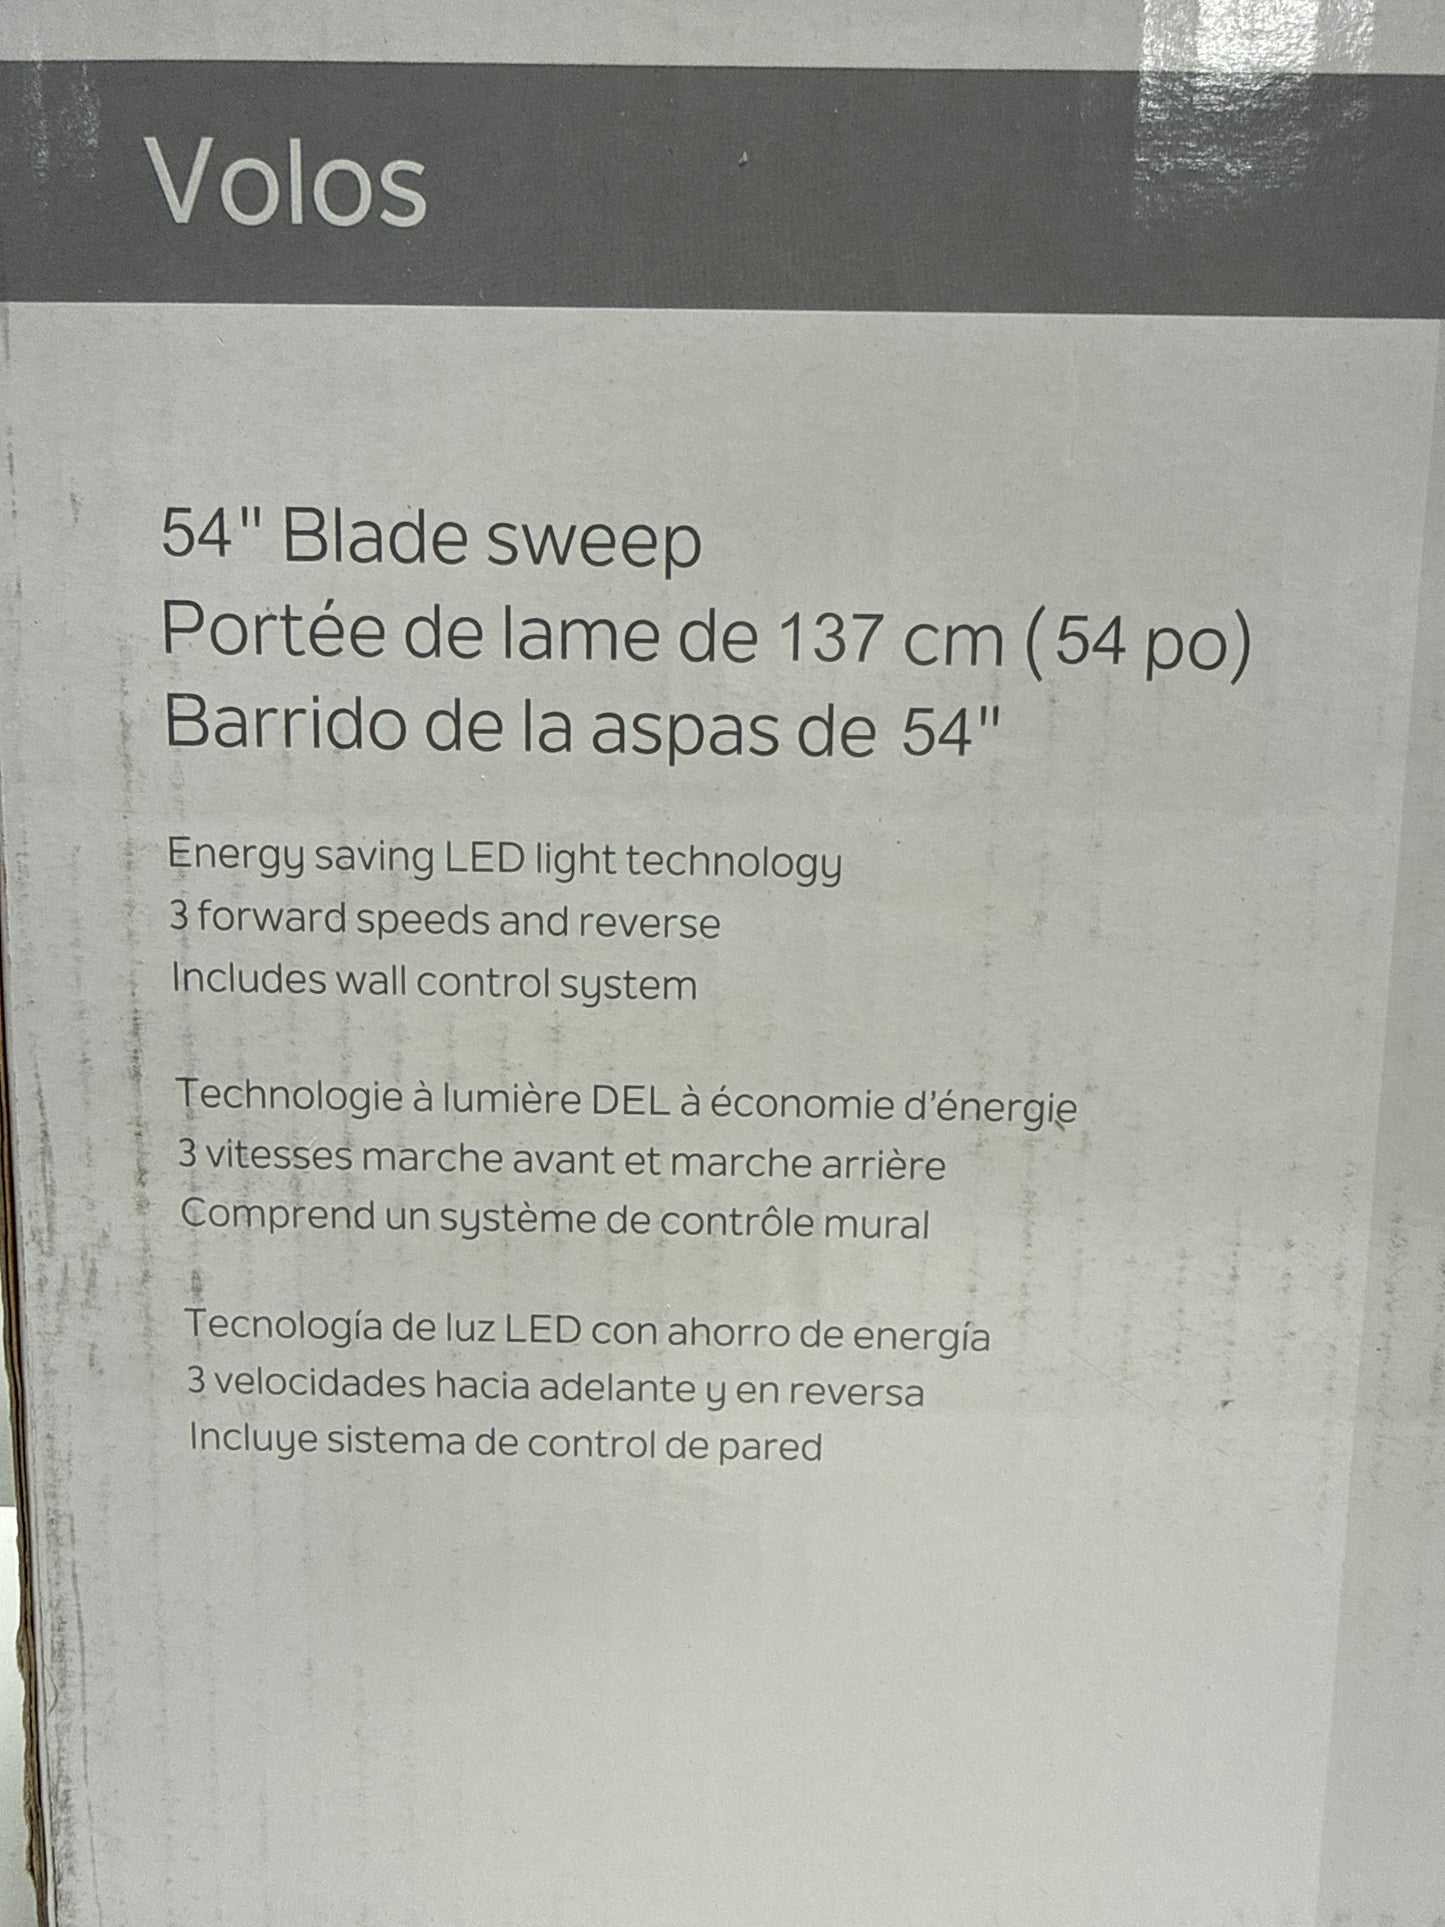 Volos
54" Blade sweep
Portée de lame de 137 cm (54 po)
Barrido de la aspas de 54"
Energy saving LED light technology
3 forward speeds and reverse
Includes wall control system
Technologie à lumière DEL à économie d'énergie
3 vitesses marche avant et marche arrière
Comprend un système de contrôle mural
Tecnología de luz LED con ahorro de energía
3 velocidades hacia adelante y en reversa
Incluye sistema de control de pared